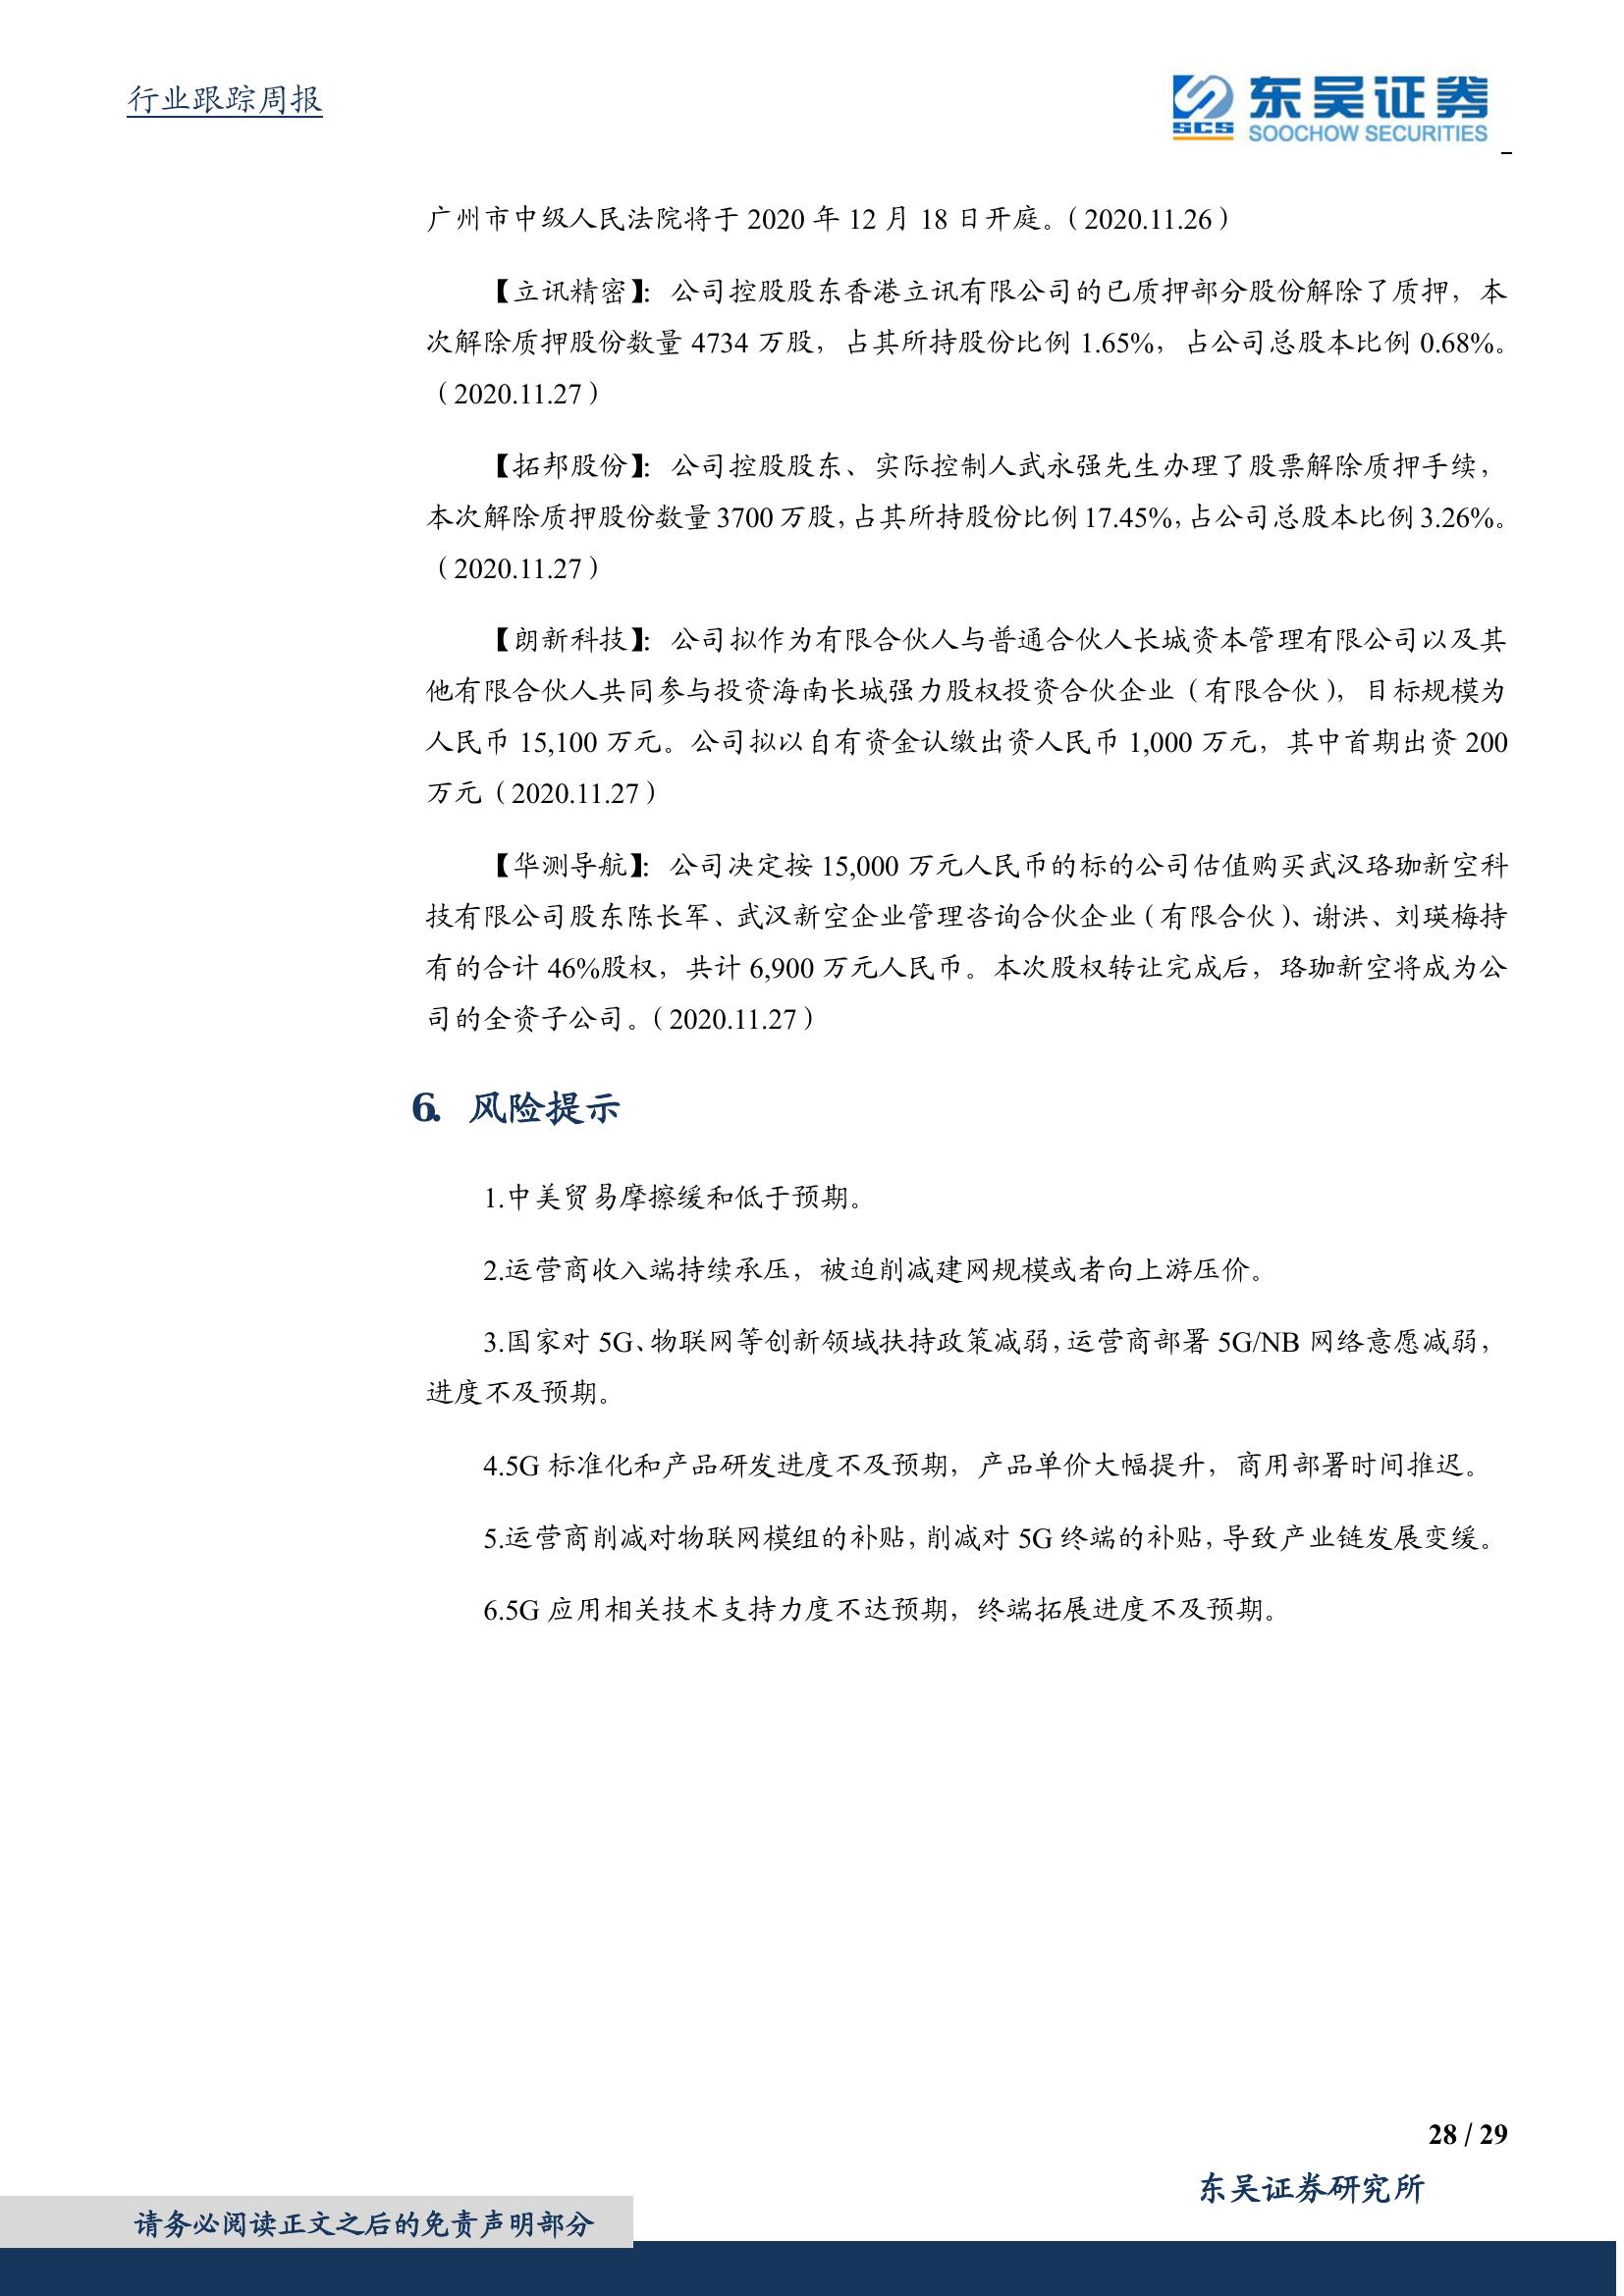 行业跟踪周报
SCS
东吴证券
SOOCHOW SECURITIES
广州市中级人民法院将于 2020 年 12 月 18 日开庭。（2020.11.26）
【立讯精密】：公司控股股东香港立讯有限公司的已质押部分股份解除了质押，本
次解除质押股份数量 4734 万股，占其所持股份比例 1.65%，占公司总股本比例 0.68%。
（2020.11.27）
【拓邦股份】：公司控股股东、实际控制人武永强先生办理了股票解除质押手续，
本次解除质押股份数量 3700 万股，占其所持股份比例 17.45%，占公司总股本比例 3.26%。
（2020.11.27）
【朗新科技】：公司拟作为有限合伙人与普通合伙人长城资本管理有限公司以及其
他有限合伙人共同参与投资海南长城强力股权投资合伙企业（有限合伙），目标规模为
人民币 15,100 万元。公司拟以自有资金认缴出资人民币 1,000 万元，其中首期出资 200
万元（2020.11.27）
【华测导航】：公司决定按 15,000 万元人民币的标的公司估值购买武汉珞珈新空科
技有限公司股东陈长军、武汉新空企业管理咨询合伙企业（有限合伙）、谢洪、刘瑛梅持
有的合计 46%股权，共计 6,900 万元人民币。本次股权转让完成后，珞珈新空将成为公
司的全资子公司。（2020.11.27）
6. 风险提示
1.中美贸易摩擦缓和低于预期。
2.运营商收入端持续承压，被迫削减建网规模或者向上游压价。
3.国家对 5G、物联网等创新领域扶持政策减弱，运营商部署 5G/NB 网络意愿减弱，
进度不及预期。
4.5G 标准化和产品研发进度不及预期，产品单价大幅提升，商用部署时间推迟。
5.运营商削减对物联网模组的补贴，削减对 5G 终端的补贴，导致产业链发展变缓。
6.5G 应用相关技术支持力度不达预期，终端拓展进度不及预期。
28 / 29
东吴证券研究所
请务必阅读正文之后的免责声明部分